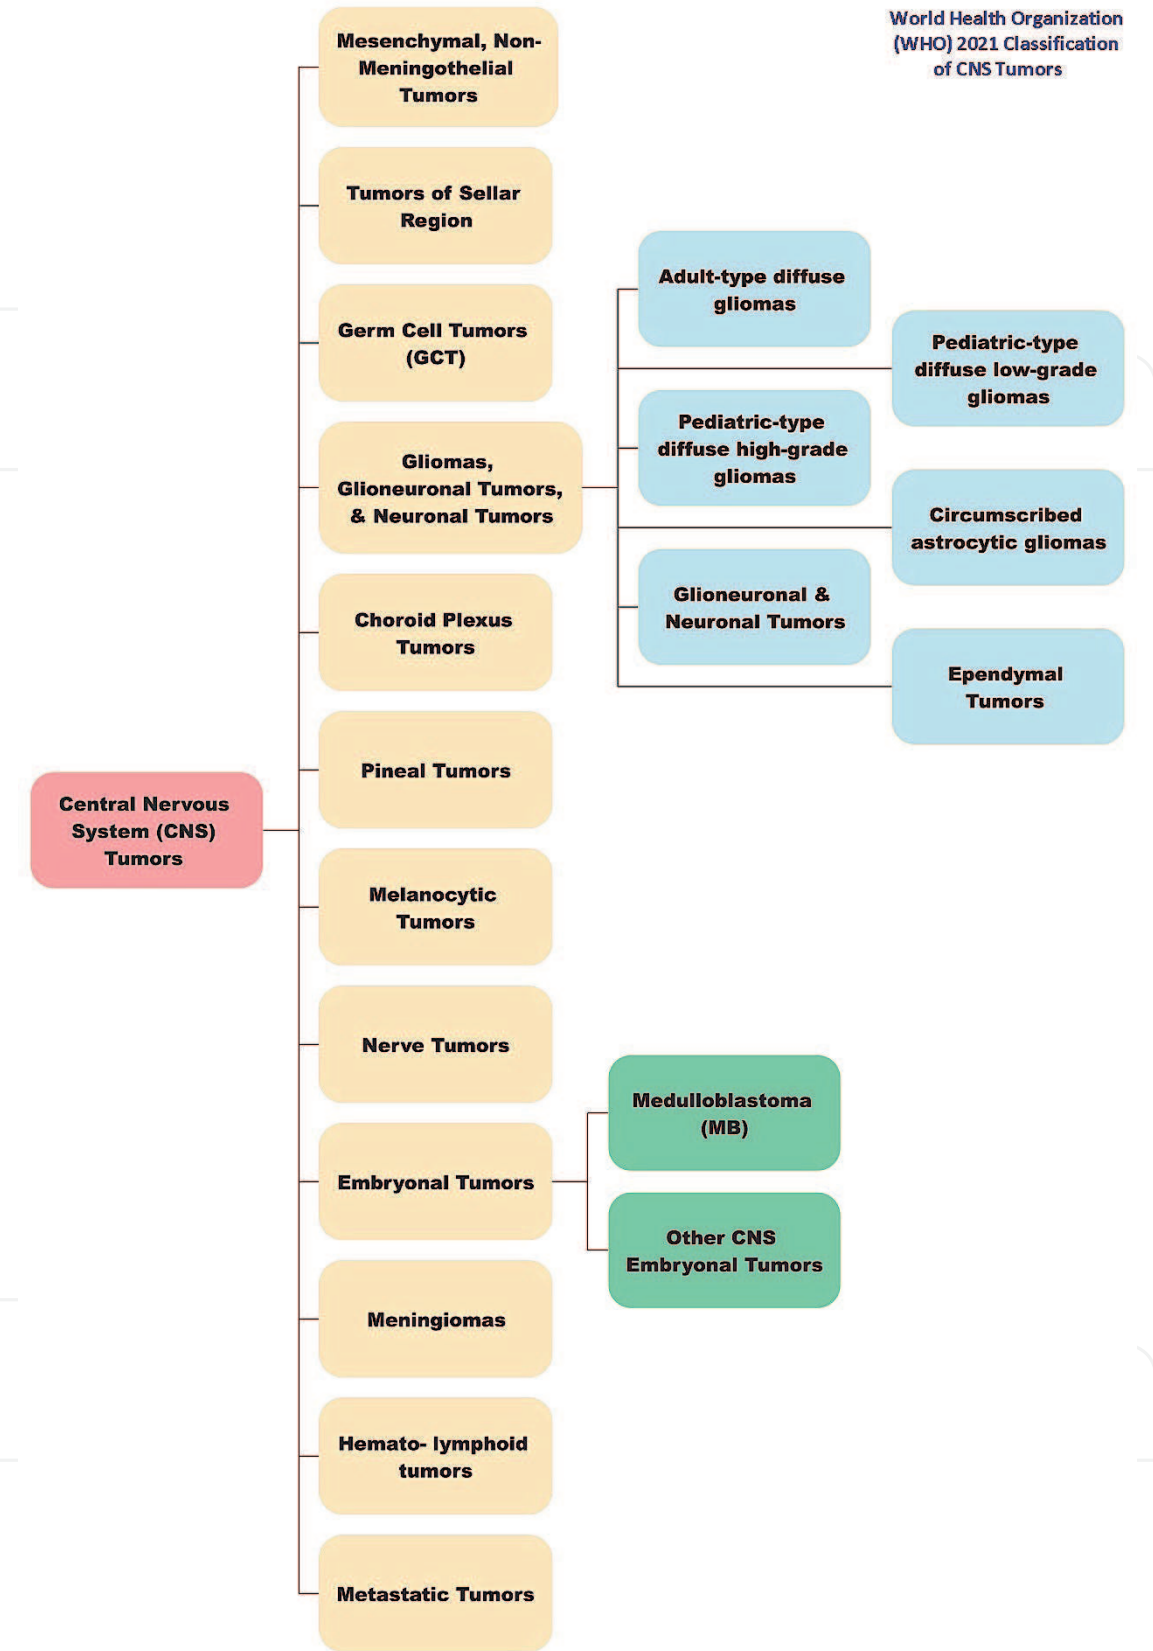 World Health Organization
(WHO) 2021 Classification
of CNS Tumors
Mesenchymal, Non-
Meningothelial
Tumors
Tumors of Sellar
Region
Germ Cell Tumors
(GCT)
Gliomas,
Glioneuronal Tumors,
& Neuronal Tumors
Adult-type diffuse
gliomas
Pediatric-type
diffuse low-grade
gliomas
Pediatric-type
diffuse high-grade
gliomas
Circumscribed
astrocytic gliomas
Glioneuronal &
Neuronal Tumors
Ependymal
Tumors
Choroid Plexus
Tumors
Pineal Tumors
Central Nervous
System (CNS)
Tumors
Melanocytic
Tumors
Nerve Tumors
Embryonal Tumors
Medulloblastoma
(MB)
Other CNS
Embryonal Tumors
Meningiomas
Hemato- lymphoid
tumors
Metastatic Tumors